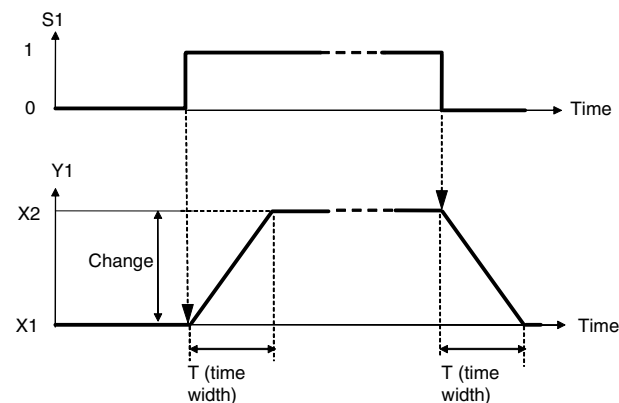 S1
1
0
Time
Y1
X2
Change
X1
Time
T (time
width)
T (time
width)